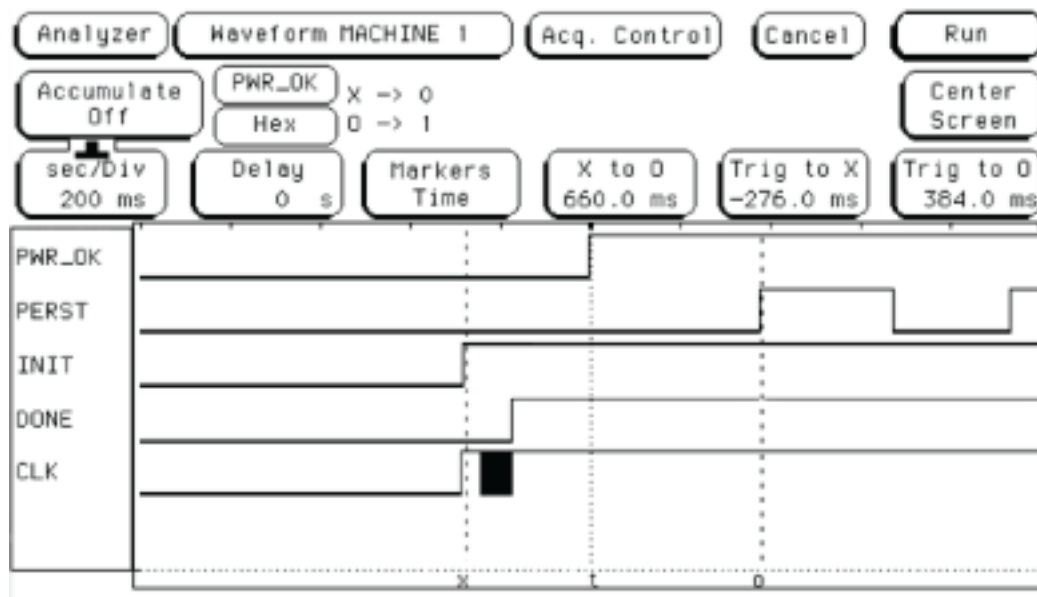 Analyzer Waveform MACHINE 1 Acq. Control Cancel Run
Accumulate Off PWR_OK X -> 0 Center Screen
Hex O -> 1
sec/Div Delay Markers X to O Trig to X Trig to O
200 ms 0 s Time 660.0 ms -276.0 ms 384.0 ms
PWR_OK
PERST
INIT
DONE
CLK
X t O